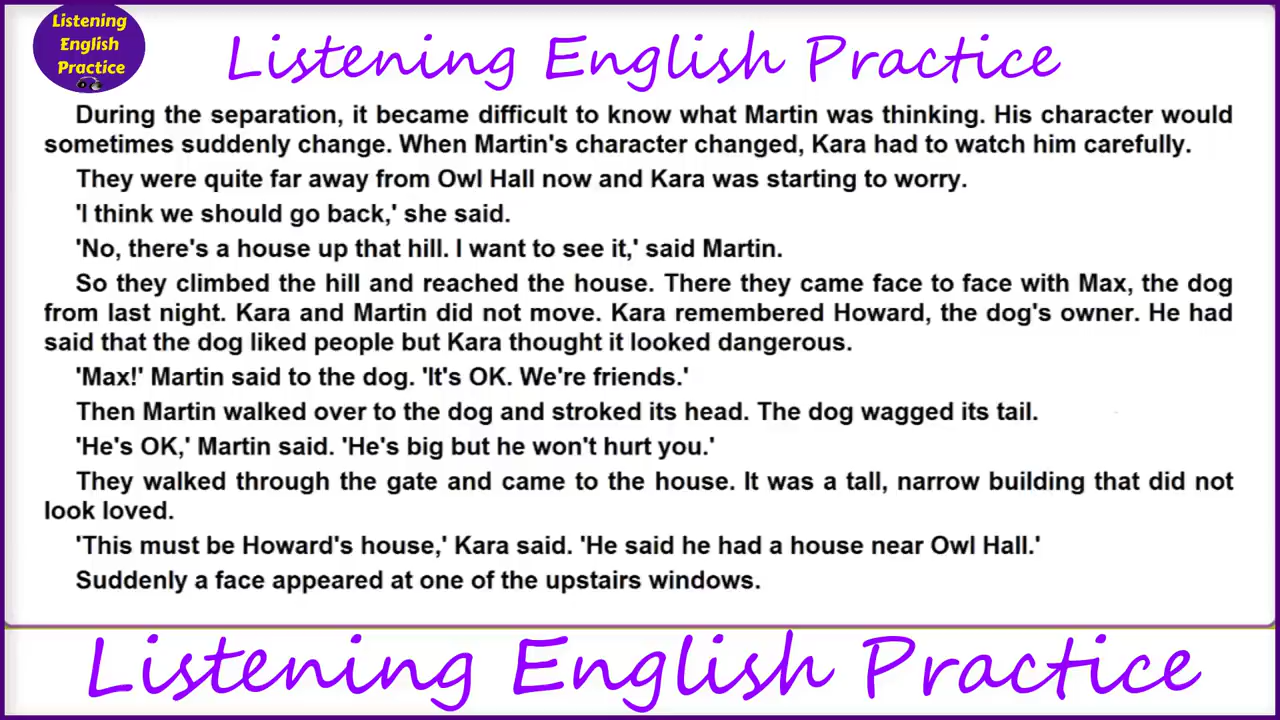 Listening
English
Practice
Listening English Practice
During the separation, it became difficult to know what Martin was thinking. His character would
sometimes suddenly change. When Martin's character changed, Kara had to watch him carefully.
They were quite far away from Owl Hall now and Kara was starting to worry.
'I think we should go back,' she said.
'No, there's a house up that hill. I want to see it,' said Martin.
So they climbed the hill and reached the house. There they came face to face with Max, the dog
from last night. Kara and Martin did not move. Kara remembered Howard, the dog's owner. He had
said that the dog liked people but Kara thought it looked dangerous.
'Max!' Martin said to the dog. 'It's OK. We're friends.'
Then Martin walked over to the dog and stroked its head. The dog wagged its tail.
'He's OK,' Martin said. 'He's big but he won't hurt you.'
They walked through the gate and came to the house. It was a tall, narrow building that did not
look loved.
'This must be Howard's house,' Kara said. 'He said he had a house near Owl Hall.'
Suddenly a face appeared at one of the upstairs windows.
Listening English Practice